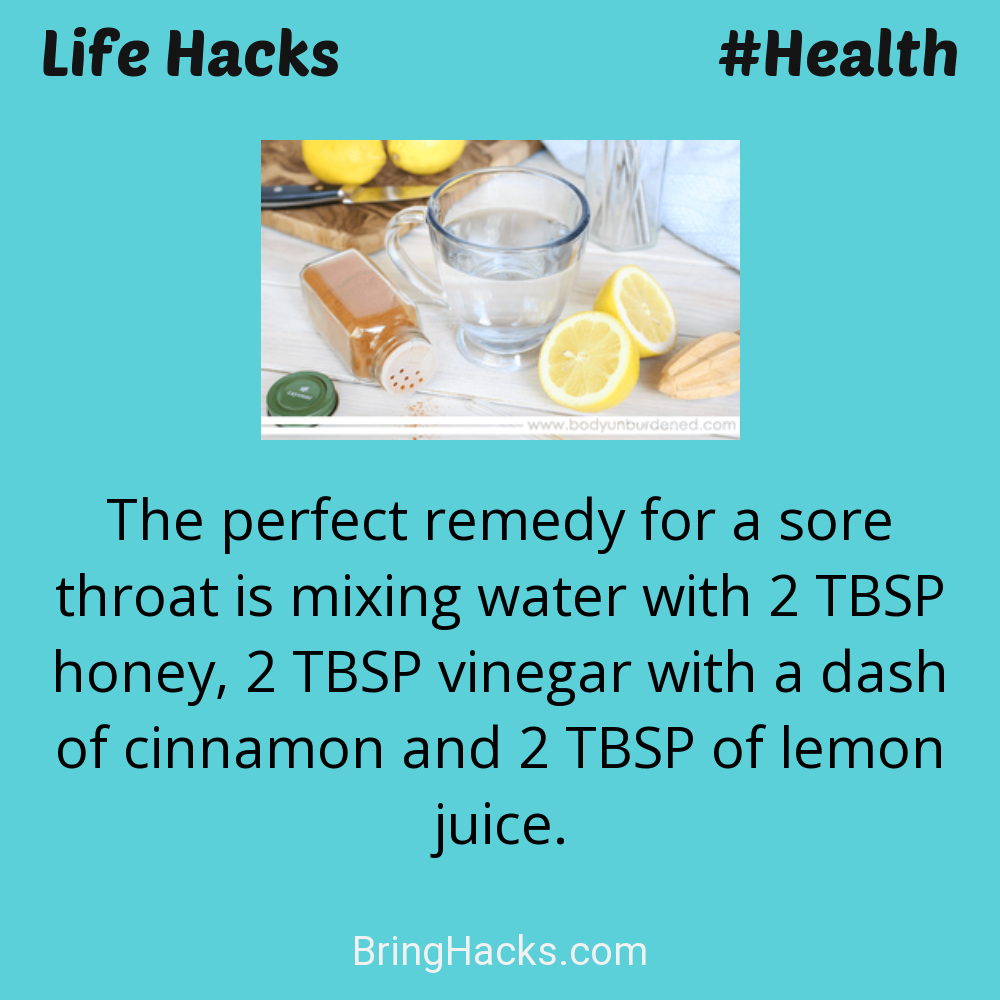 Life Hacks
#Health
www.bodyunburdened.com
The perfect remedy for a sore
throat is mixing water with 2 TBSP
honey, 2 TBSP vinegar with a dash
of cinnamon and 2 TBSP of lemon
juice.
BringHacks.com